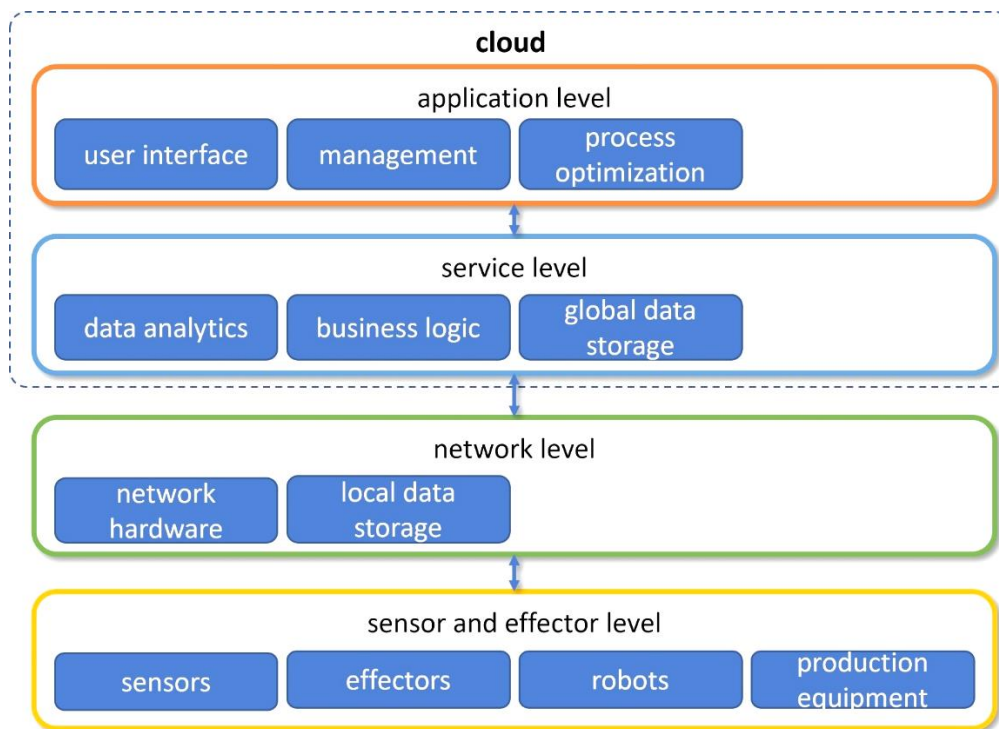 cloud
application level
user interface
management
process
optimization
service level
data analytics
business logic
global data
storage
network level
network
hardware
local data
storage
sensor and effector level
sensors
effectors
robots
production
equipment